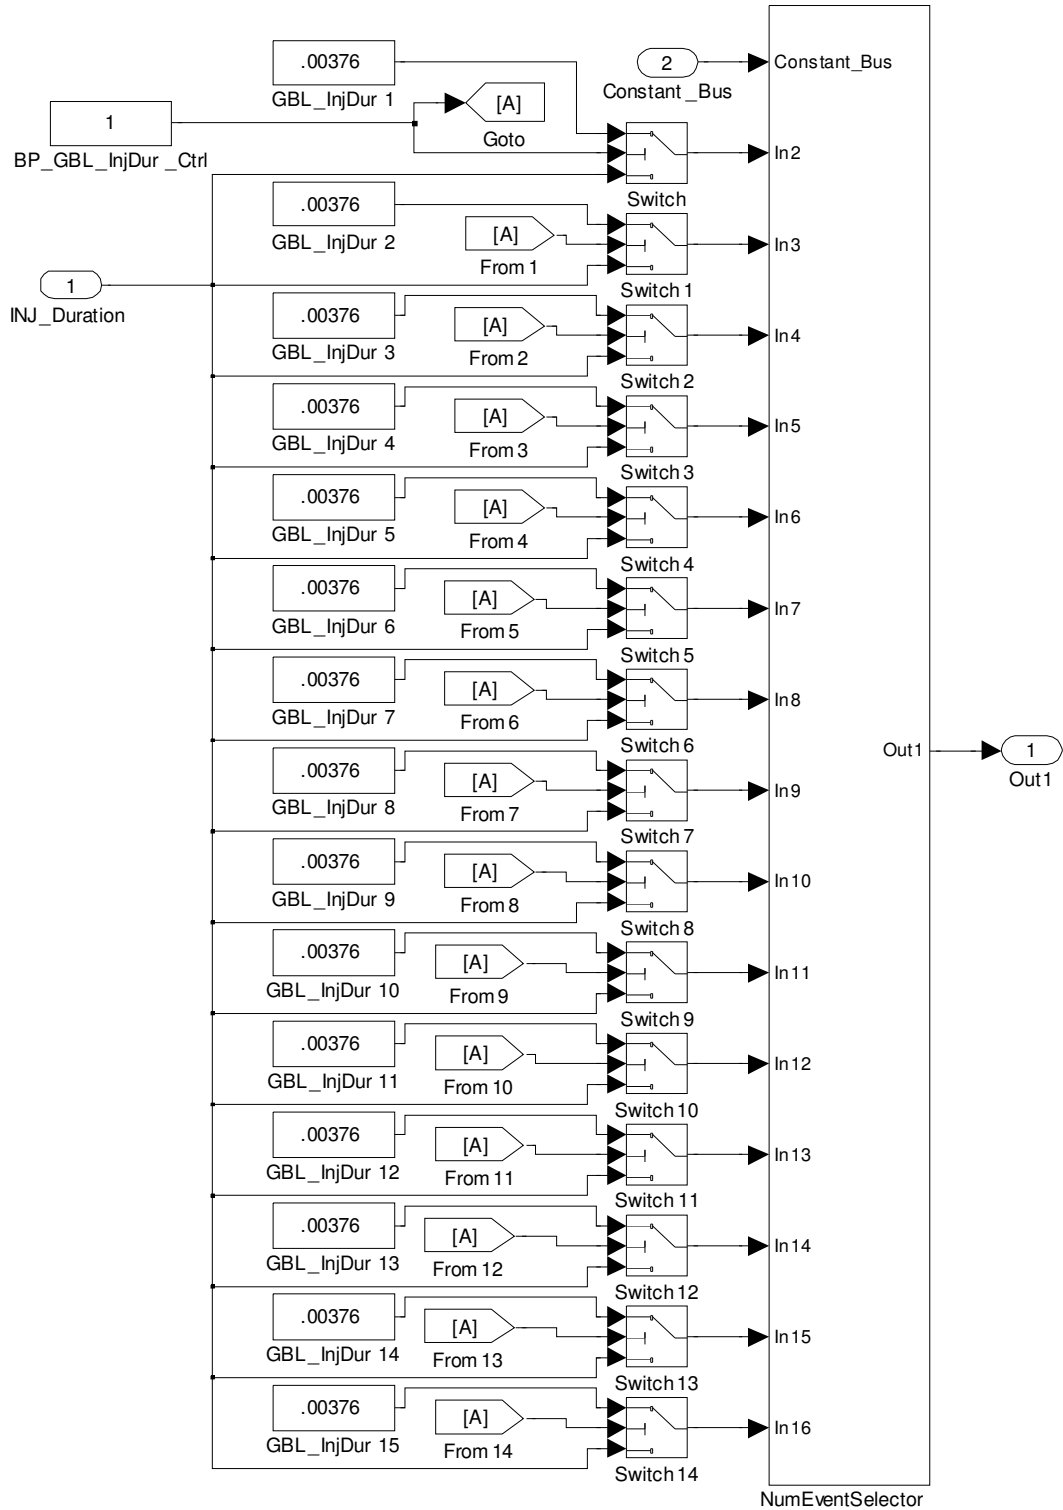 .00376
GBL_InjDur 1
2
Constant_Bus
Constant_Bus
1
BP_GBL_InjDur_Ctrl
[A]
Goto
In2
Switch
.00376
GBL_InjDur 2
[A]
From 1
In3
Switch 1
1
INJ_Duration
.00376
GBL_InjDur 3
[A]
From 2
In4
Switch 2
.00376
GBL_InjDur 4
[A]
From 3
In5
Switch 3
.00376
GBL_InjDur 5
[A]
From 4
In6
Switch 4
.00376
GBL_InjDur 6
[A]
From 5
In7
Switch 5
.00376
GBL_InjDur 7
[A]
From 6
In8
Switch 6
Out1
1
Out1
.00376
GBL_InjDur 8
[A]
From 7
In9
Switch 7
.00376
GBL_InjDur 9
[A]
From 8
In10
Switch 8
.00376
GBL_InjDur 10
[A]
From 9
In11
Switch 9
.00376
GBL_InjDur 11
[A]
From 10
In12
Switch 10
.00376
GBL_InjDur 12
[A]
From 11
In13
Switch 11
.00376
GBL_InjDur 13
[A]
From 12
In14
Switch 12
.00376
GBL_InjDur 14
[A]
From 13
In15
Switch 13
.00376
GBL_InjDur 15
[A]
From 14
In16
Switch 14
NumEventSelector